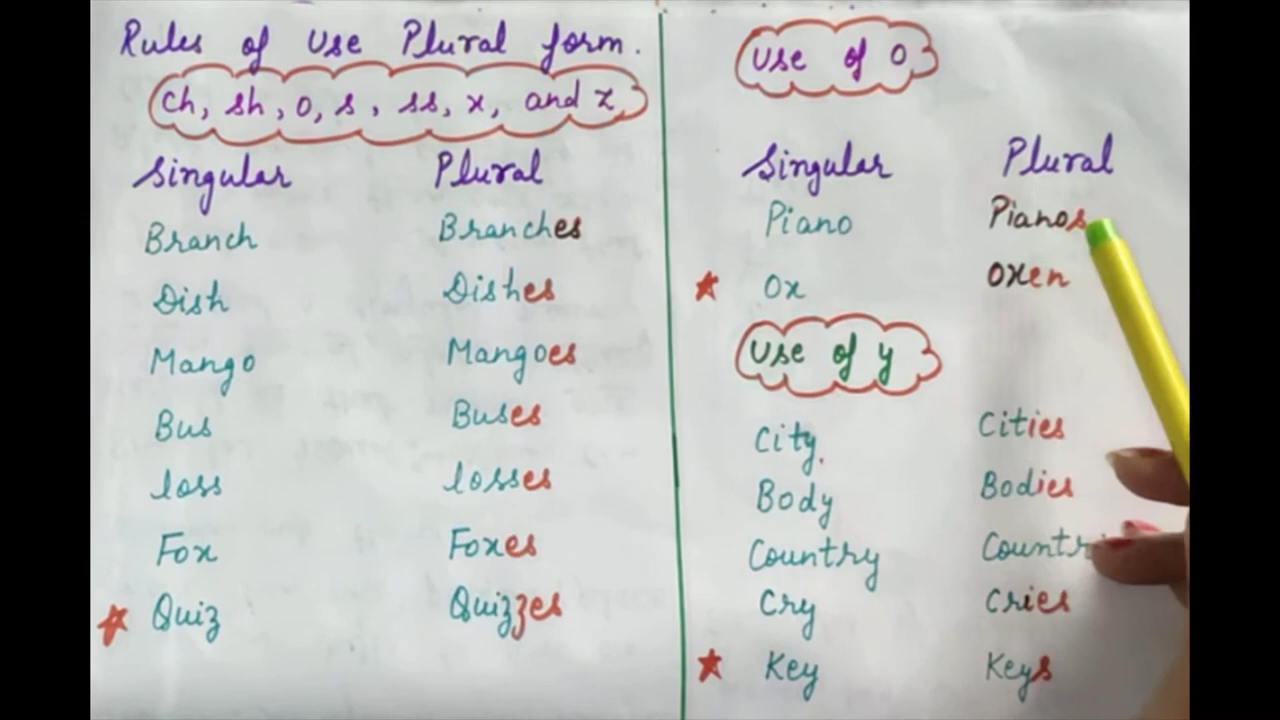 Rules of Use Plural form.
Ch, sh, o, s, ss, x, and z
Singular Plural
Branch Branches
Dish Dishes
Mango Mangoes
Bus Buses
loss losses
Fox Foxes
Quiz Quizzes
Use of O
Singular Plural
Piano Pianos
Ox Oxen
Use of y
City. Cities
Body Bodies
Country
Cry Cries
Key Keys